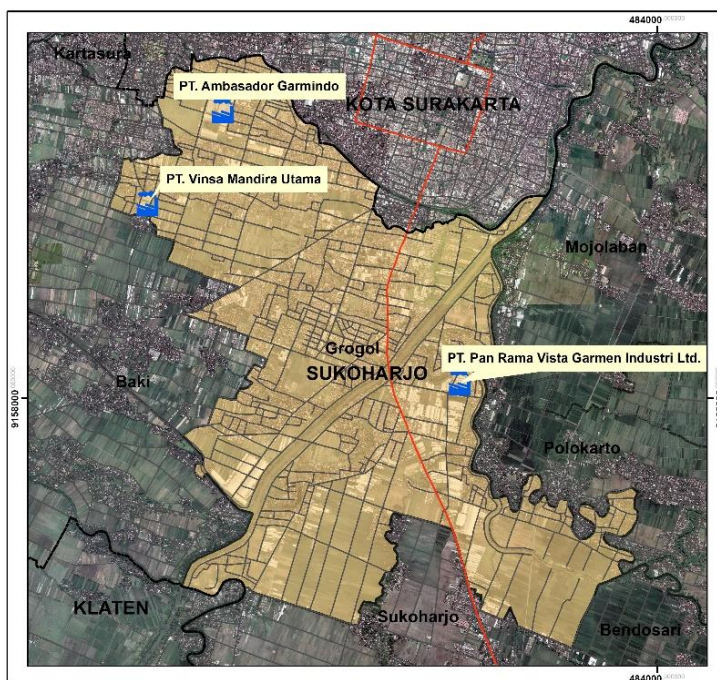 484000
Kartasura
PT. Ambasador Garmindo
KOTA SURAKARTA
PT. Vinsa Mandira Utama
Mojolaban
Grogol
PT. Pan Rama Vista Garmen Industri Ltd.
SUKOHARJO
Baki
9158000
Polokarto
KLATEN
Sukoharjo
Bendosari
484000